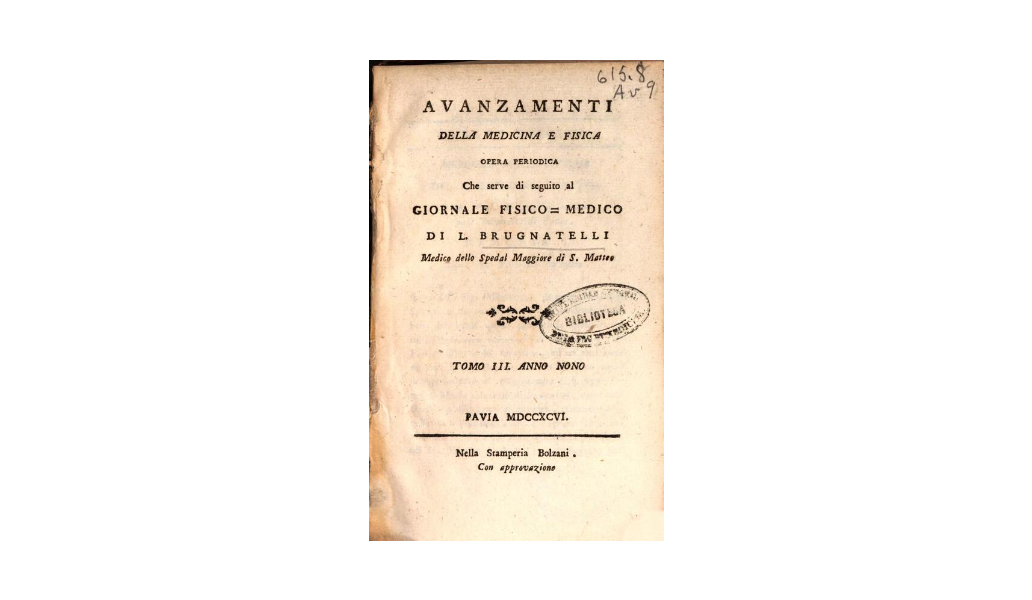 615.8
Av9
AVANZAMENTI
DELLA MEDICINA E FISICA
OPERA PERIODICA
Che serve di seguito al
GIORNALE FISICO=MEDICO
DI L. BRUGNATELLI
Medico dello Spedal Maggiore di S. Matteo
BIBLIOTECA
TOMO III. ANNO NONO
PAVIA MDCCXCVI.
Nella Stamperia Bolzani.
Con approvazione